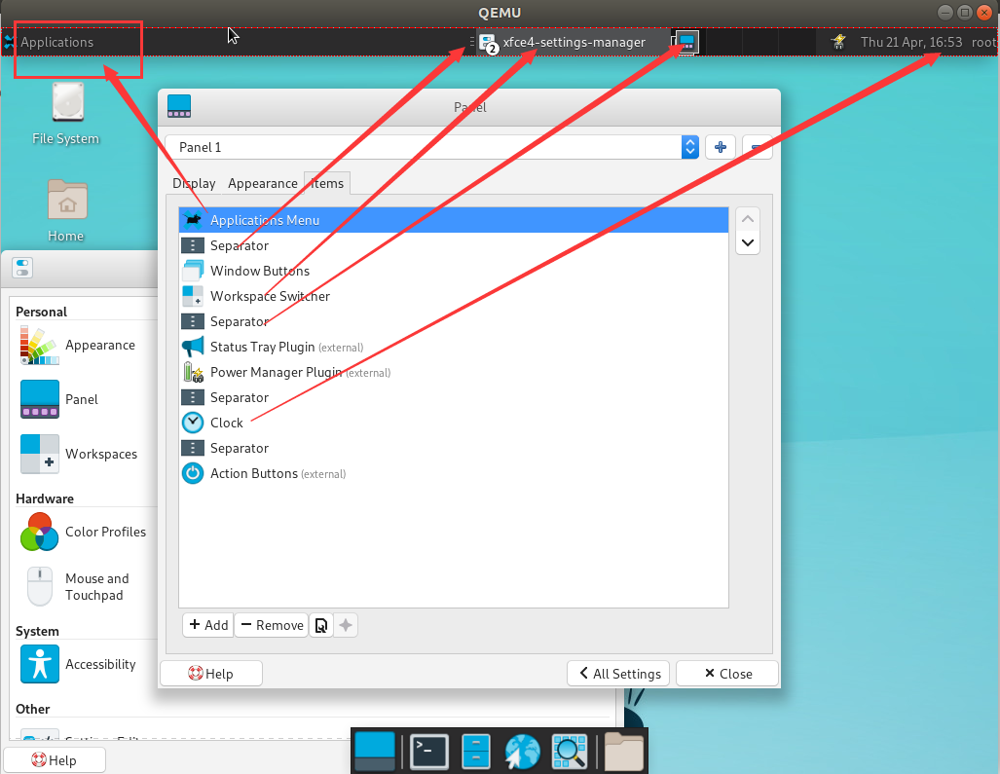 QEMU
Applications
2
xfce4-settings-manager
Thu 21 Apr, 16:53
root
File System
Home
Panel
Panel 1
Display
Appearance
Items
Applications Menu
Separator
Window Buttons
Workspace Switcher
Separator
Status Tray Plugin (external)
Power Manager Plugin (external)
Separator
Clock
Separator
Action Buttons (external)
Add
Remove
Help
All Settings
Close
Personal
Appearance
Panel
Workspaces
Hardware
Color Profiles
Mouse and
Touchpad
System
Accessibility
Other
Help